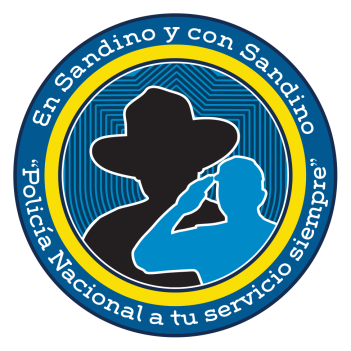 En Sandino y con Sandino
"Policía Nacional a tu servicio siempre"